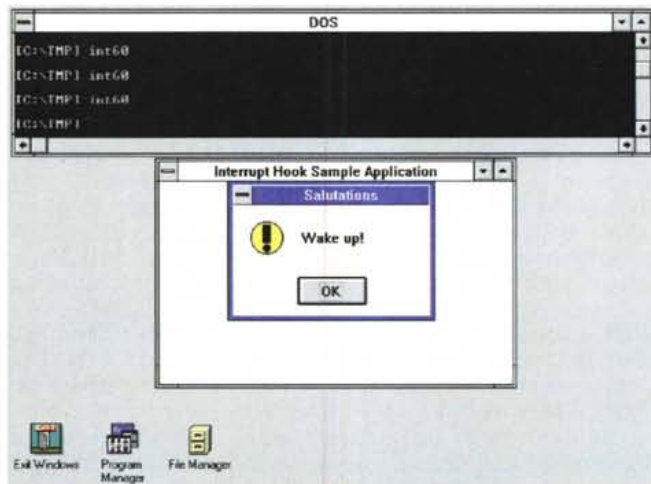 DOS
[C:\TMP] int60
[C:\TMP] int60
[C:\TMP] int60
[C:\TMP]
Interrupt Hook Sample Application
Salutations
Wake up!
OK
Exit Windows
Program Manager
File Manager